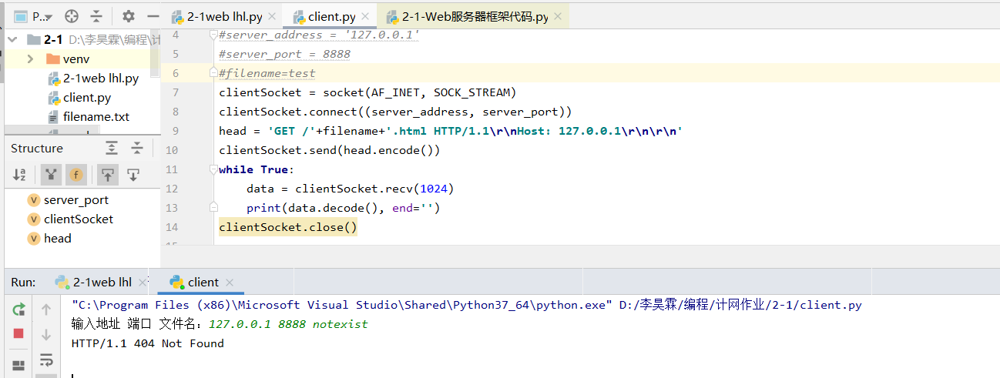 P...
2-1web lhl.py
client.py
2-1-Web服务器框架代码.py
2-1 D:\李昊霖\编程\计
venv
2-1web lhl.py
client.py
filename.txt
Structure
server_port
clientSocket
head
4 #server_address = '127.0.0.1'
5 #server_port = 8888
6 #filename=test
7 clientSocket = socket(AF_INET, SOCK_STREAM)
8 clientSocket.connect((server_address, server_port))
9 head = 'GET /'+filename+'.html HTTP/1.1\r\nHost: 127.0.0.1\r\n\r\n'
10 clientSocket.send(head.encode())
11 while True:
12 data = clientSocket.recv(1024)
13 print(data.decode(), end='')
14 clientSocket.close()
Run: 2-1web lhl client
"C:\Program Files (x86)\Microsoft Visual Studio\Shared\Python37_64\python.exe" D:/李昊霖/编程/计网作业/2-1/client.py
输入地址 端口 文件名：127.0.0.1 8888 notexist
HTTP/1.1 404 Not Found